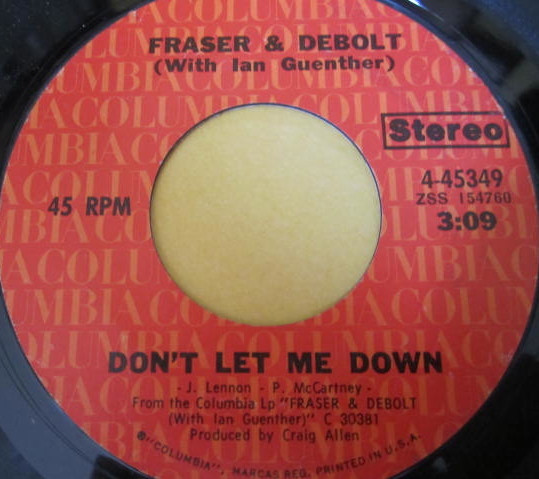 FRASER & DEBOLT
(With Ian Guenther)
Stereo
45 RPM
4-45349
ZSS 154760
3:09
DON'T LET ME DOWN
- J. Lennon - P. McCartney -
From the Columbia Lp "FRASER & DEBOLT
(With Ian Guenther)" C 30381
Produced by Craig Allen
℗"COLUMBIA", MARCAS REG. PRINTED IN U.S.A.